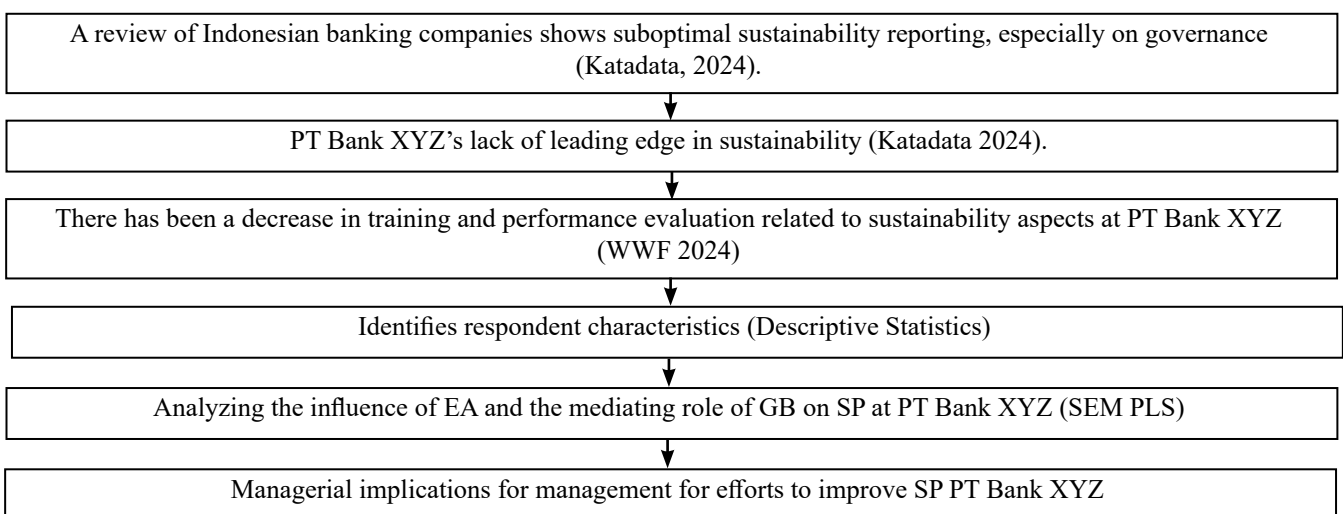 A review of Indonesian banking companies shows suboptimal sustainability reporting, especially on governance
(Katadata, 2024).
PT Bank XYZ’s lack of leading edge in sustainability (Katadata 2024).
There has been a decrease in training and performance evaluation related to sustainability aspects at PT Bank XYZ
(WWF 2024)
Identifies respondent characteristics (Descriptive Statistics)
Analyzing the influence of EA and the mediating role of GB on SP at PT Bank XYZ (SEM PLS)
Managerial implications for management for efforts to improve SP PT Bank XYZ